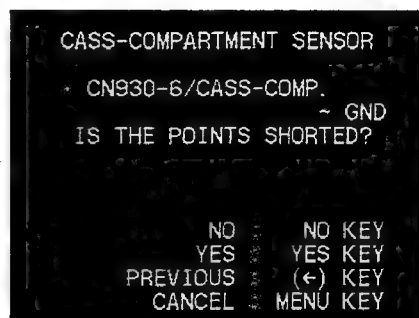 CASS-COMPARTMENT SENSOR
CN930-6/CASS-COMP.
~ GND
IS THE POINTS SHORTED?
NO : NO KEY
YES : YES KEY
PREVIOUS : (←) KEY
CANCEL : MENU KEY